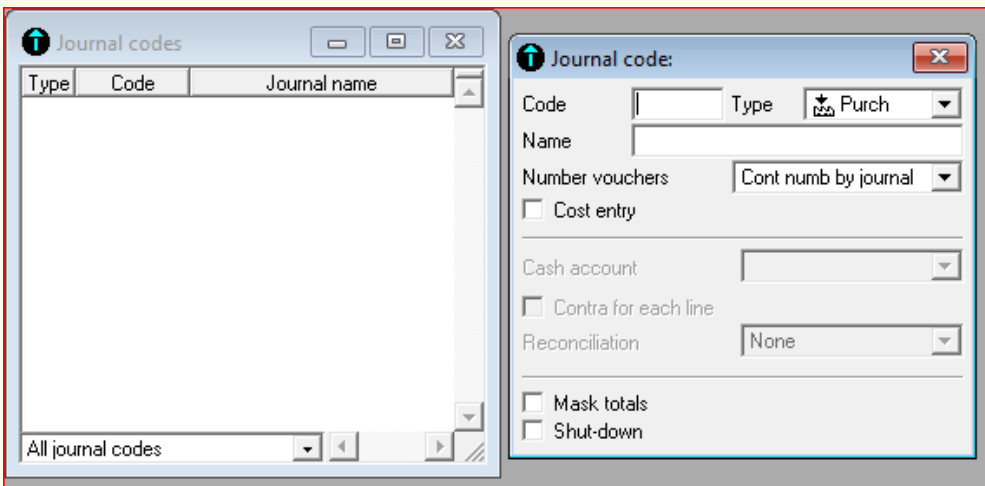 Journal codes
Type Code Journal name
All journal codes
Journal code:
Code Type Purch
Name
Number vouchers Cont numb by journal
Cost entry
Cash account
Contra for each line
Reconciliation None
Mask totals
Shut-down